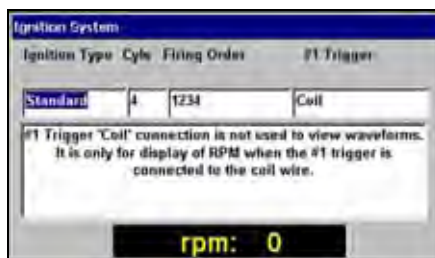 Ignition System
Ignition Type Cyls Firing Order #1 Trigger
Standard 4 1234 Coil
#1 Trigger 'Coil' connection is not used to view waveforms.
It is only for display of RPM when the #1 trigger is
connected to the coil wire.
rpm: 0